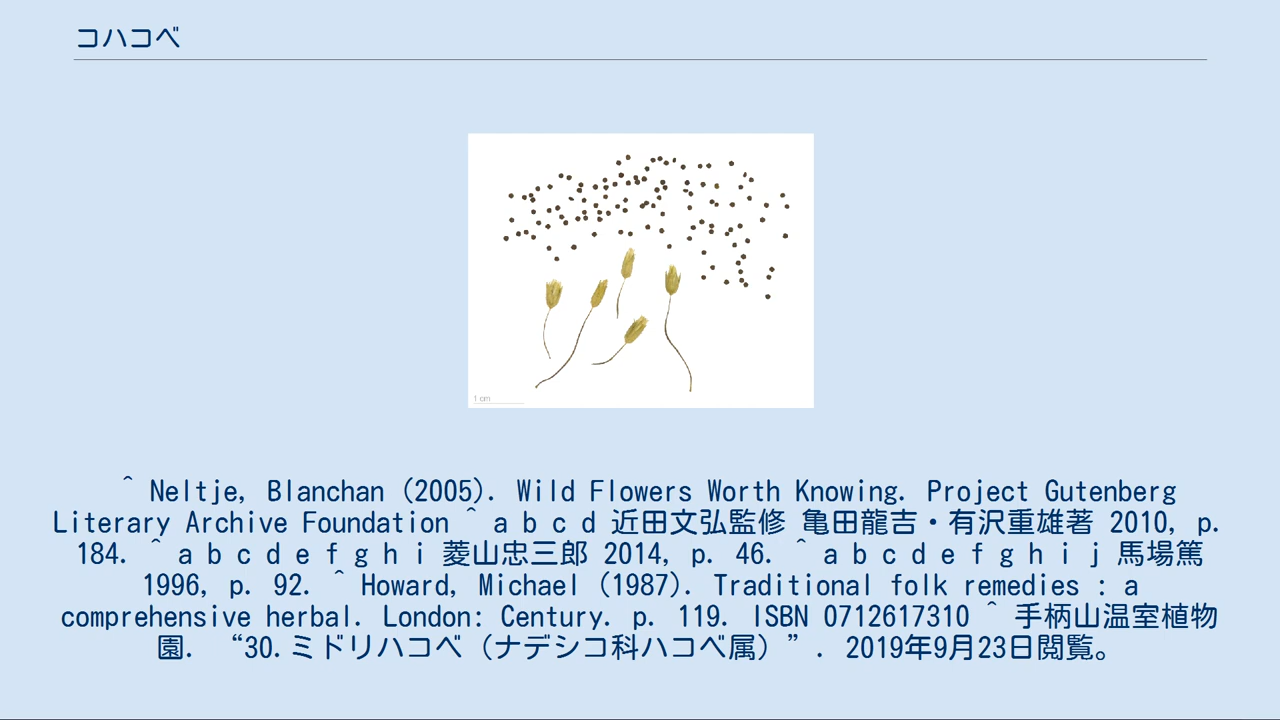 コハコベ
1 cm
^ Neltje, Blanchan (2005). Wild Flowers Worth Knowing. Project Gutenberg
Literary Archive Foundation ^ a b c d 近田文弘監修 亀田龍吉・有沢重雄著 2010, p.
184. ^ a b c d e f g h i 菱山忠三郎 2014, p. 46. ^ a b c d e f g h i j 馬場篤
1996, p. 92. ^ Howard, Michael (1987). Traditional folk remedies : a
comprehensive herbal. London: Century. p. 119. ISBN 0712617310 ^ 手柄山温室植物
園. “30.ミドリハコベ（ナデシコ科ハコベ属）”. 2019年9月23日閲覧。